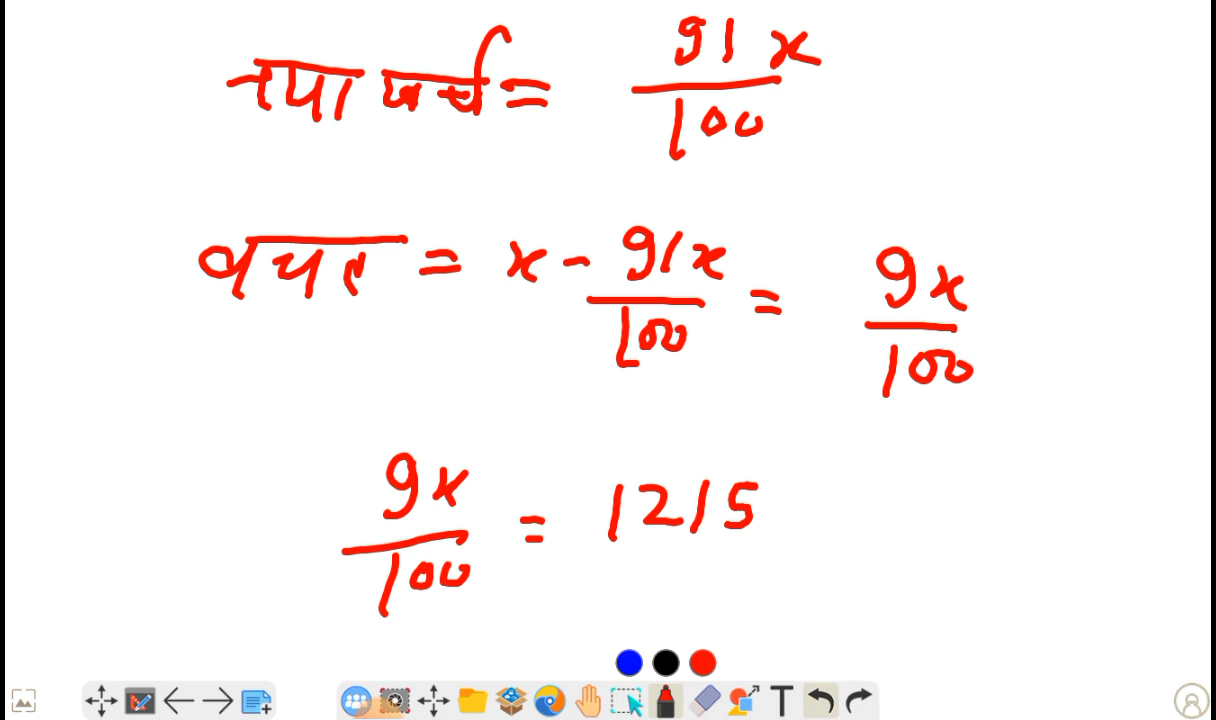 नया खर्च = 91x/100
बचत = x - 91x/100 = 9x/100
9x/100 = 1215
T